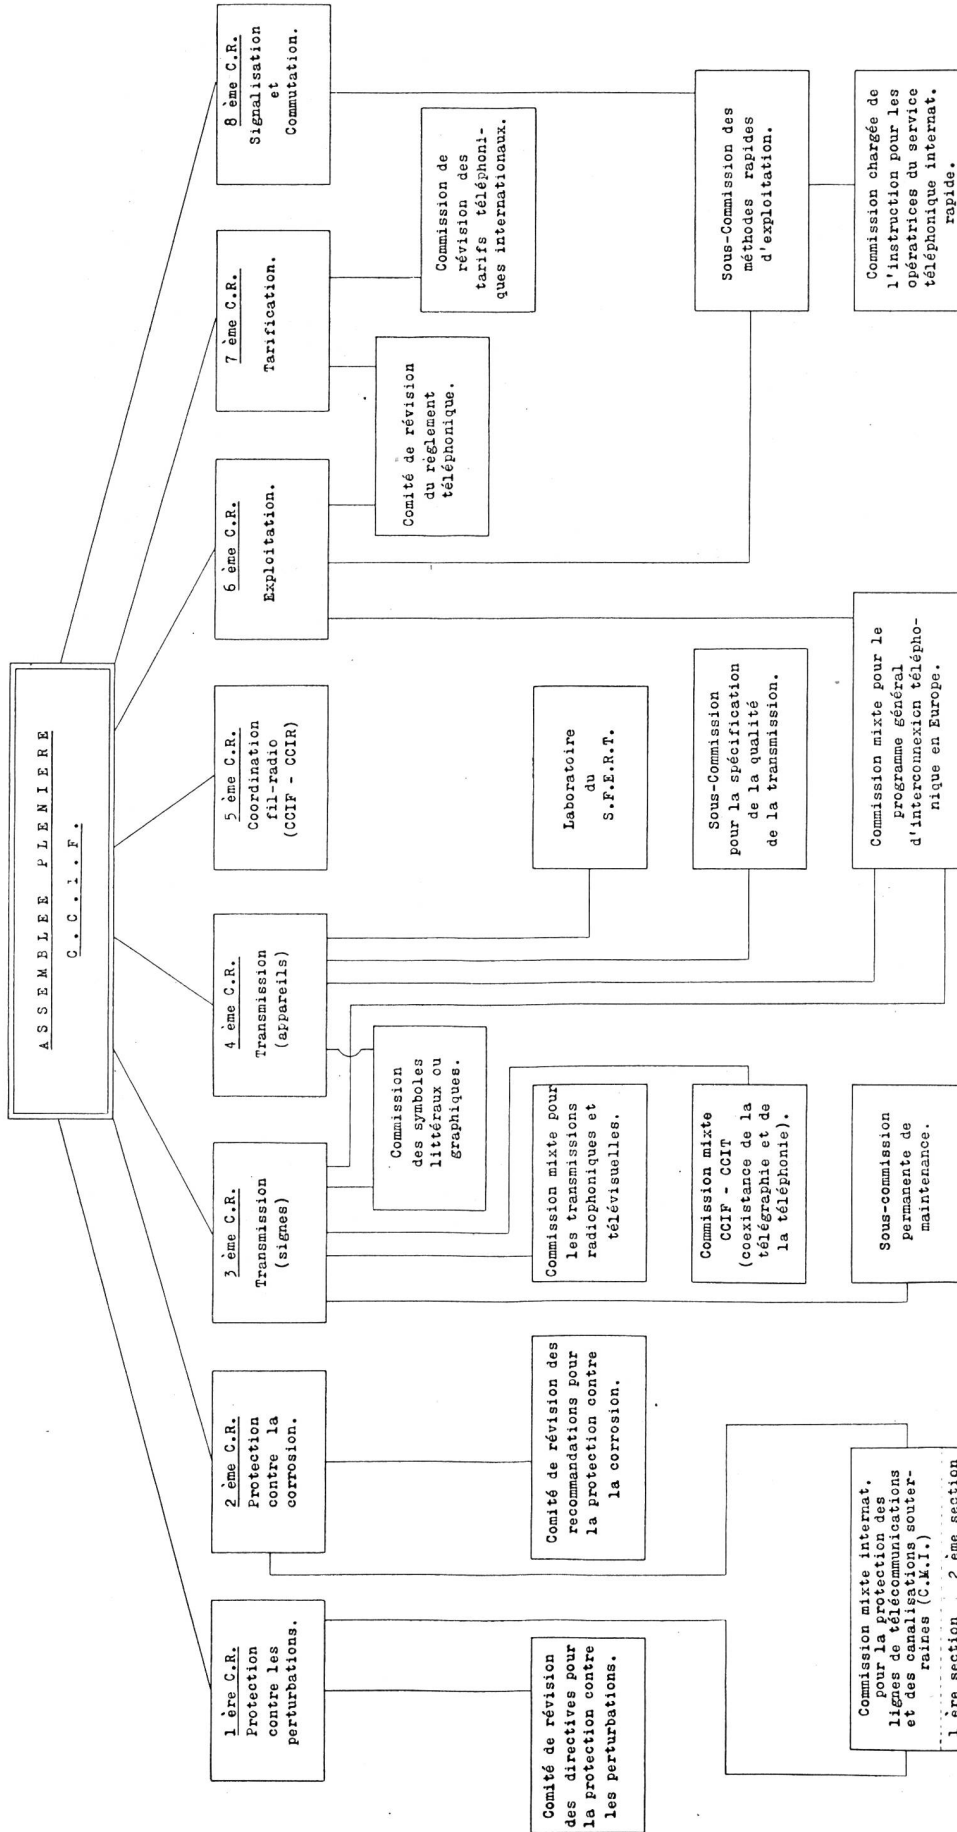 ASSEMBLEE PLENIERE
C.C.I.F.
1 ère C.R.
Protection
contre les
perturbations.
2 ème C.R.
Protection
contre la
corrosion.
3 ème C.R.
Transmission
(signes)
4 ème C.R.
Transmission
(appareils)
5 ème C.R.
Coordination
fil-radio
(CCIF - CCIR)
6 ème C.R.
Exploitation.
7 ème C.R.
Tarification.
8 ème C.R.
Signalisation
et
Commutation.
Commission
des symboles
littéraux ou
graphiques.
Comité de révision
du règlement
téléphonique.
Commission de
révision des
tarifs téléphoni-
ques internationaux.
Comité de révision
des directives pour
la protection contre
les perturbations.
Comité de révision des
recommandations pour
la protection contre
la corrosion.
Commission mixte pour
les transmissions
radiophoniques et
télévisuelles.
Laboratoire
du
S.F.E.R.T.
Commission mixte
CCIF - CCIT
(coexistance de la
télégraphie et de
la téléphonie).
Sous-Commission
pour la spécification
de la qualité
de la transmission.
Sous-Commission des
méthodes rapides
d'exploitation.
Commission mixte internat.
pour la protection des
lignes de télécommunications
et des canalisations souter-
raines (C.M.I.)
1 ère section 2 ème section
Sous-commission
permanente de
maintenance.
Commission mixte pour le
programme général
d'interconnexion télépho-
nique en Europe.
Commission chargée de
l'instruction pour les
opératrices du service
téléphonique internat.
rapide.